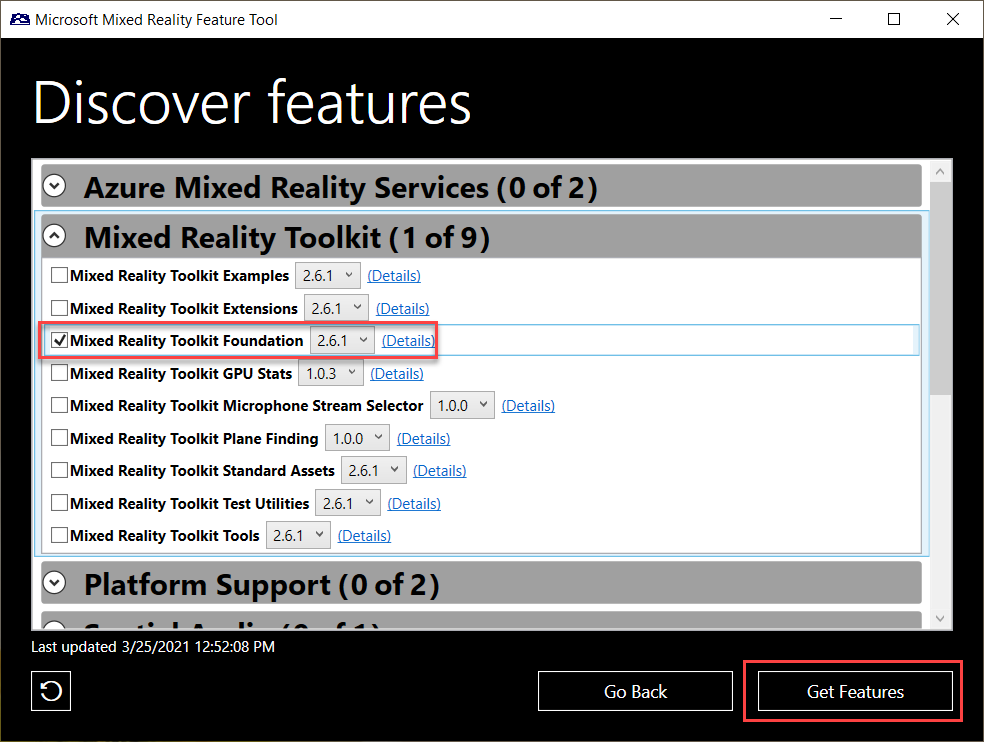 Microsoft Mixed Reality Feature Tool
Discover features
Azure Mixed Reality Services (0 of 2)
Mixed Reality Toolkit (1 of 9)
Mixed Reality Toolkit Examples 2.6.1 (Details)
Mixed Reality Toolkit Extensions 2.6.1 (Details)
Mixed Reality Toolkit Foundation 2.6.1 (Details)
Mixed Reality Toolkit GPU Stats 1.0.3 (Details)
Mixed Reality Toolkit Microphone Stream Selector 1.0.0 (Details)
Mixed Reality Toolkit Plane Finding 1.0.0 (Details)
Mixed Reality Toolkit Standard Assets 2.6.1 (Details)
Mixed Reality Toolkit Test Utilities 2.6.1 (Details)
Mixed Reality Toolkit Tools 2.6.1 (Details)
Platform Support (0 of 2)
Spatial Audio (0 of 1)
Last updated 3/25/2021 12:52:08 PM
Go Back Get Features